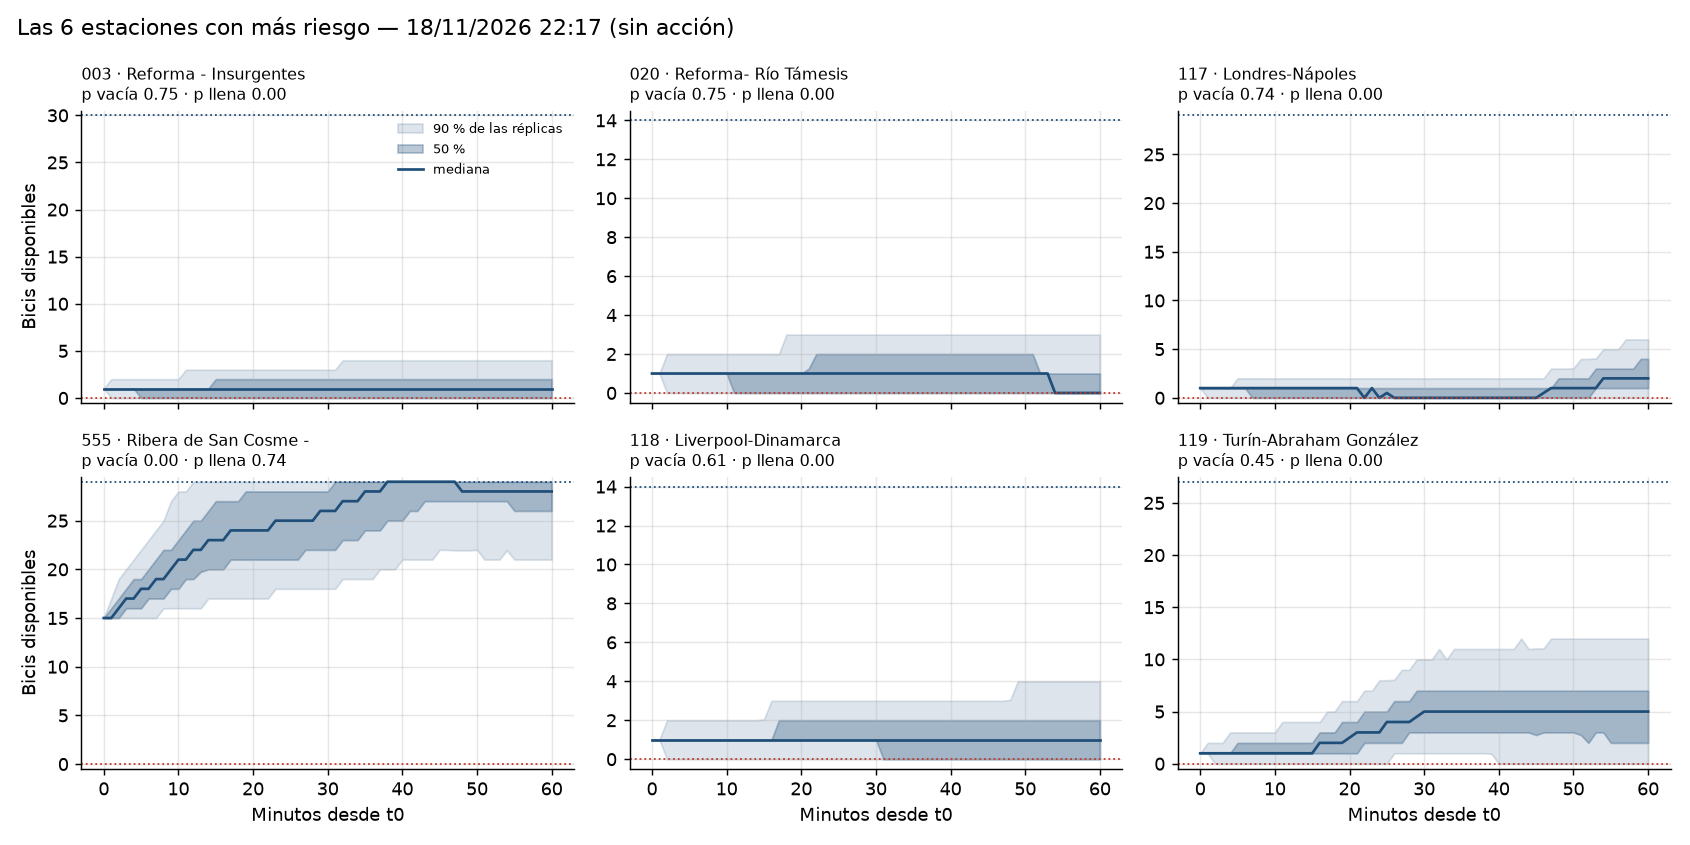 Las 6 estaciones con más riesgo — 18/11/2026 22:17 (sin acción)
003 · Reforma - Insurgentes
p vacía 0.75 · p llena 0.00
020 · Reforma- Río Támesis
p vacía 0.75 · p llena 0.00
117 · Londres-Nápoles
p vacía 0.74 · p llena 0.00
Bicis disponibles
30
25
20
15
10
5
0
90 % de las réplicas
50 %
mediana
14
12
10
8
6
4
2
0
25
20
15
10
5
0
555 · Ribera de San Cosme -
p vacía 0.00 · p llena 0.74
118 · Liverpool-Dinamarca
p vacía 0.61 · p llena 0.00
119 · Turín-Abraham González
p vacía 0.45 · p llena 0.00
Bicis disponibles
25
20
15
10
5
0
14
12
10
8
6
4
2
0
25
20
15
10
5
0
0 10 20 30 40 50 60
0 10 20 30 40 50 60
0 10 20 30 40 50 60
Minutos desde t0
Minutos desde t0
Minutos desde t0